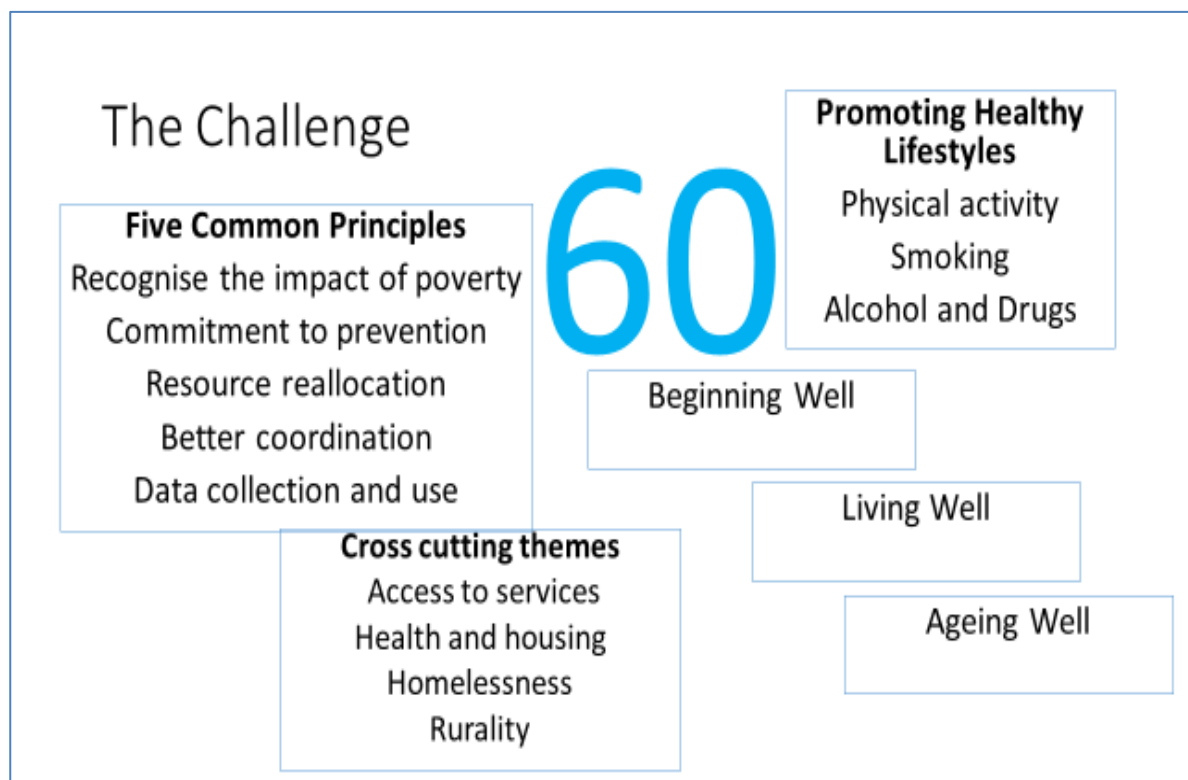 The Challenge
Five Common Principles
Recognise the impact of poverty
Commitment to prevention
Resource reallocation
Better coordination
Data collection and use
60
Promoting Healthy
Lifestyles
Physical activity
Smoking
Alcohol and Drugs
Beginning Well
Living Well
Ageing Well
Cross cutting themes
Access to services
Health and housing
Homelessness
Rurality